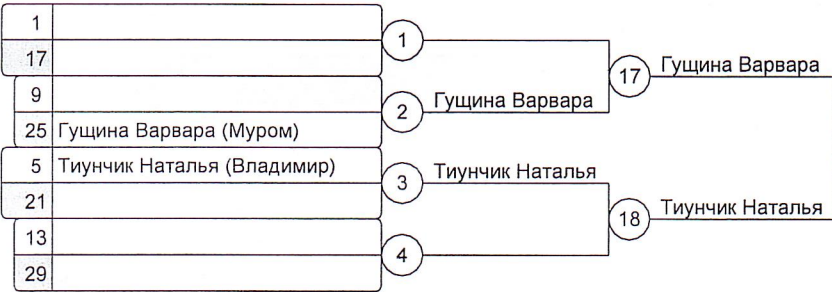 1
17
1
9
25 Гущина Варвара (Муром)
2 Гущина Варвара
17 Гущина Варвара
5 Тиунчик Наталья (Владимир)
21
3 Тиунчик Наталья
13
29
4
18 Тиунчик Наталья